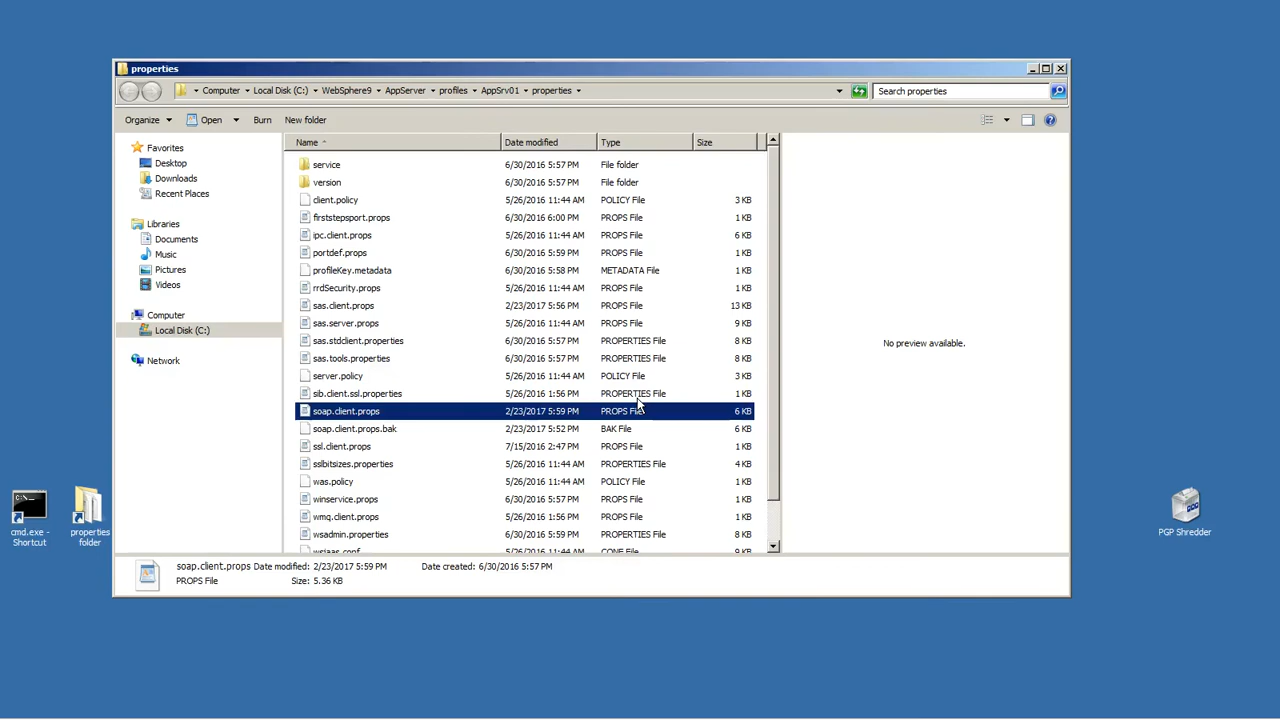 properties
Computer Local Disk (C:) WebSphere9 AppServer profiles AppSrv01 properties
Search properties
Organize Open Burn New folder
Favorites
Desktop
Downloads
Recent Places
Libraries
Documents
Music
Pictures
Videos
Computer
Local Disk (C:)
Network
Name Date modified Type Size
service 6/30/2016 5:57 PM File folder
version 6/30/2016 5:57 PM File folder
client.policy 5/26/2016 11:44 AM POLICY File 3 KB
firststepsport.props 6/30/2016 6:00 PM PROPS File 1 KB
ipc.client.props 5/26/2016 11:44 AM PROPS File 6 KB
portdef.props 6/30/2016 5:59 PM PROPS File 1 KB
profileKey.metadata 6/30/2016 5:58 PM METADATA File 1 KB
rrdSecurity.props 5/26/2016 11:44 AM PROPS File 1 KB
sas.client.props 2/23/2017 5:56 PM PROPS File 13 KB
sas.server.props 5/26/2016 11:44 AM PROPS File 9 KB
sas.stdclient.properties 6/30/2016 5:57 PM PROPERTIES File 8 KB
sas.tools.properties 6/30/2016 5:57 PM PROPERTIES File 8 KB
server.policy 5/26/2016 11:44 AM POLICY File 3 KB
sib.client.ssl.properties 5/26/2016 1:56 PM PROPERTIES File 1 KB
soap.client.props 2/23/2017 5:59 PM PROPS File 6 KB
soap.client.props.bak 2/23/2017 5:52 PM BAK File 6 KB
ssl.client.props 7/15/2016 2:47 PM PROPS File 1 KB
sslbitsizes.properties 5/26/2016 11:44 AM PROPERTIES File 4 KB
was.policy 5/26/2016 11:44 AM POLICY File 1 KB
winservice.props 6/30/2016 5:57 PM PROPS File 1 KB
wmq.client.props 5/26/2016 1:56 PM PROPS File 1 KB
wsadmin.properties 6/30/2016 5:59 PM PROPERTIES File 8 KB
wsjaas.conf 5/26/2016 11:44 AM CONF File 9 KB
No preview available.
soap.client.props Date modified: 2/23/2017 5:59 PM Date created: 6/30/2016 5:57 PM
PROPS File Size: 5.36 KB
cmd.exe -
Shortcut
properties
folder
PGP Shredder